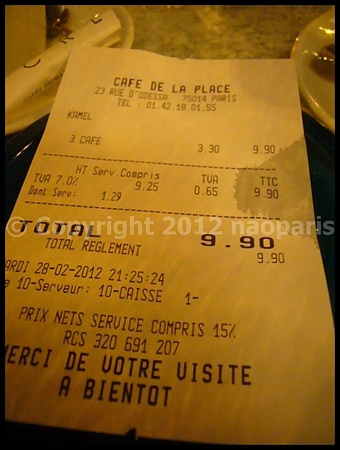 CAFE DE LA PLACE
23 RUE D'ODESSA 75014 PARIS
TEL : 01.42.18.01.55
KAMEL
3 CAFE 3.30 9.90
HT Serv.Compris TVA TTC
TVA 7.0% 9.25 0.65 9.90
Dont Serv: 1.29
© Copyright 2012 naoparis
TOTAL 9.90
TOTAL REGLEMENT 9.90
ARDI 28-02-2012 21:25:24
e 10-Serveur: 10-CAISSE 1-
PRIX NETS SERVICE COMPRIS 15%
RCS 320 691 207
MERCI DE VOTRE VISITE
A BIENTOT